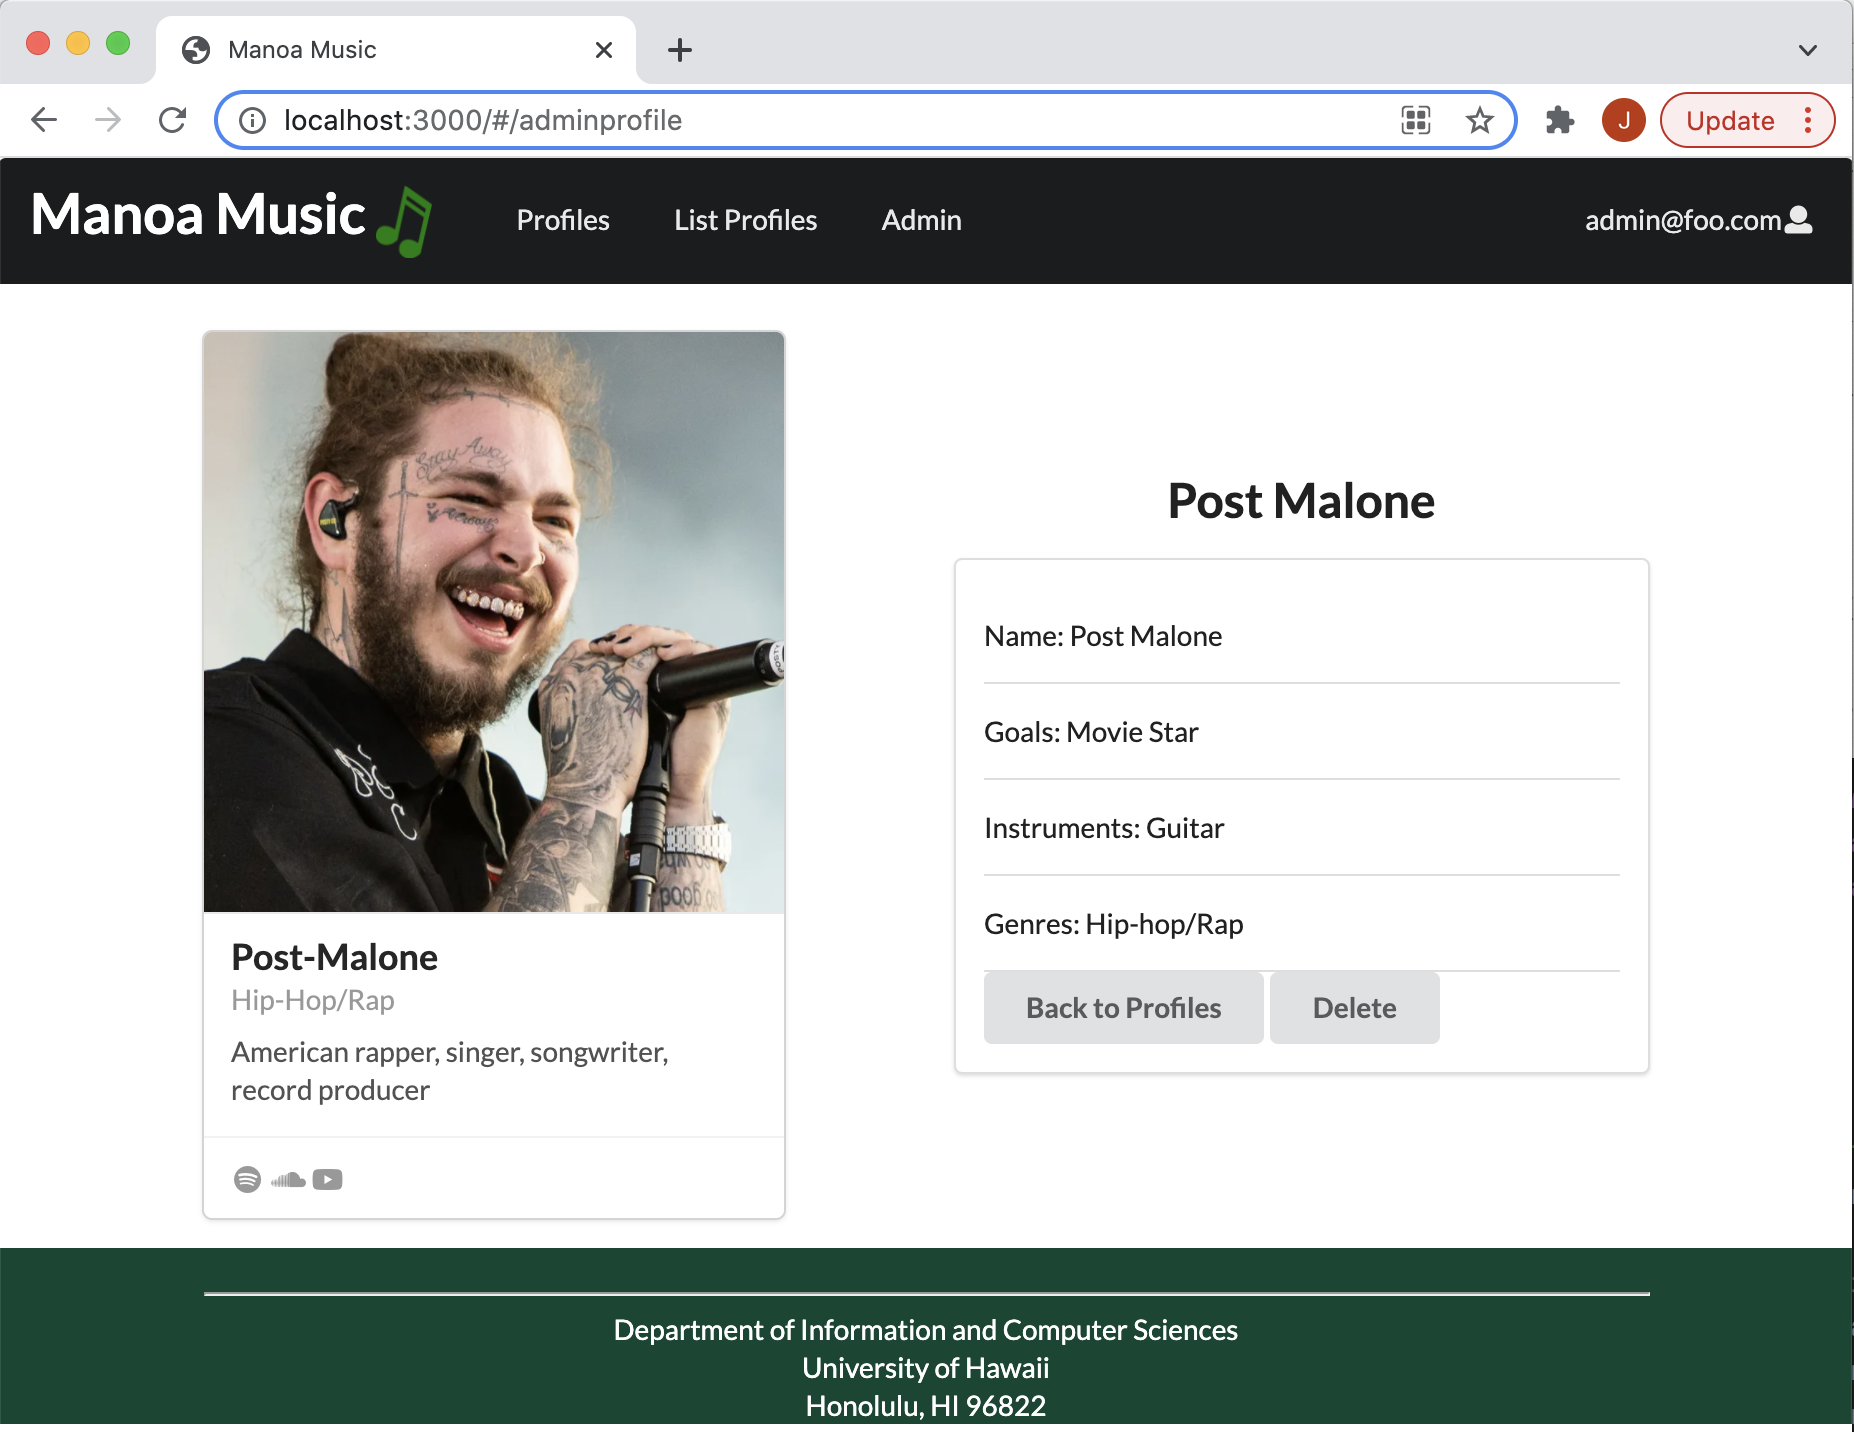 Manoa Music
localhost:3000/#/adminprofile
J
Update
Manoa Music
Profiles
List Profiles
Admin
admin@foo.com
Stay Away
Post Malone
Name: Post Malone
Goals: Movie Star
Instruments: Guitar
Genres: Hip-hop/Rap
Back to Profiles
Delete
Post-Malone
Hip-Hop/Rap
American rapper, singer, songwriter,
record producer
Department of Information and Computer Sciences
University of Hawaii
Honolulu, HI 96822